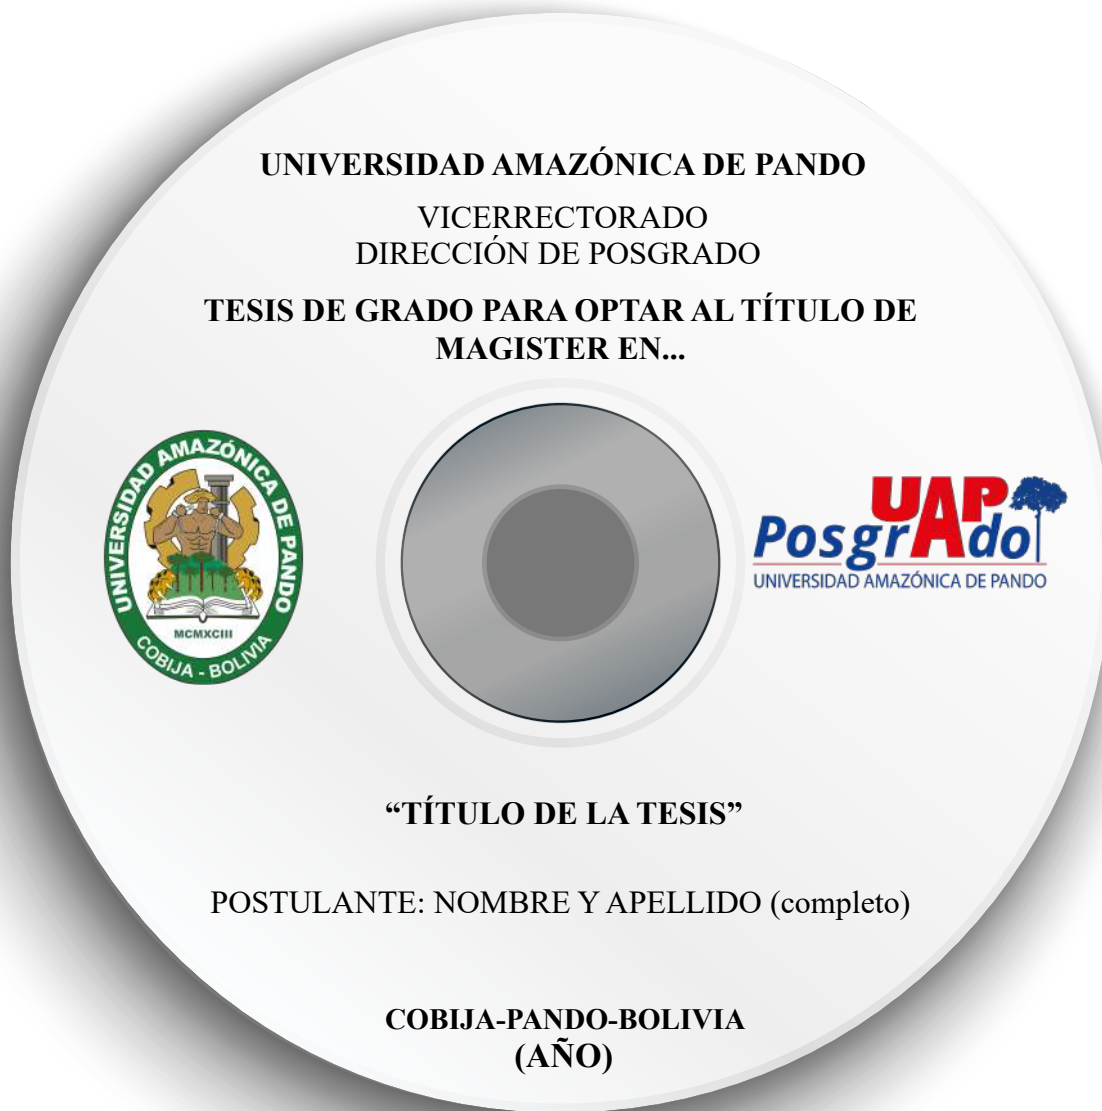 UNIVERSIDAD AMAZÓNICA DE PANDO
VICERRECTORADO
DIRECCIÓN DE POSGRADO
TESIS DE GRADO PARA OPTAR AL TÍTULO DE
MAGISTER EN...
UNIVERSIDAD AMAZÓNICA DE PANDO
MCMXCIII
COBIJA - BOLIVIA
UAP
PosgrAdo
UNIVERSIDAD AMAZÓNICA DE PANDO
“TÍTULO DE LA TESIS”
POSTULANTE: NOMBRE Y APELLIDO (completo)
COBIJA-PANDO-BOLIVIA
(AÑO)